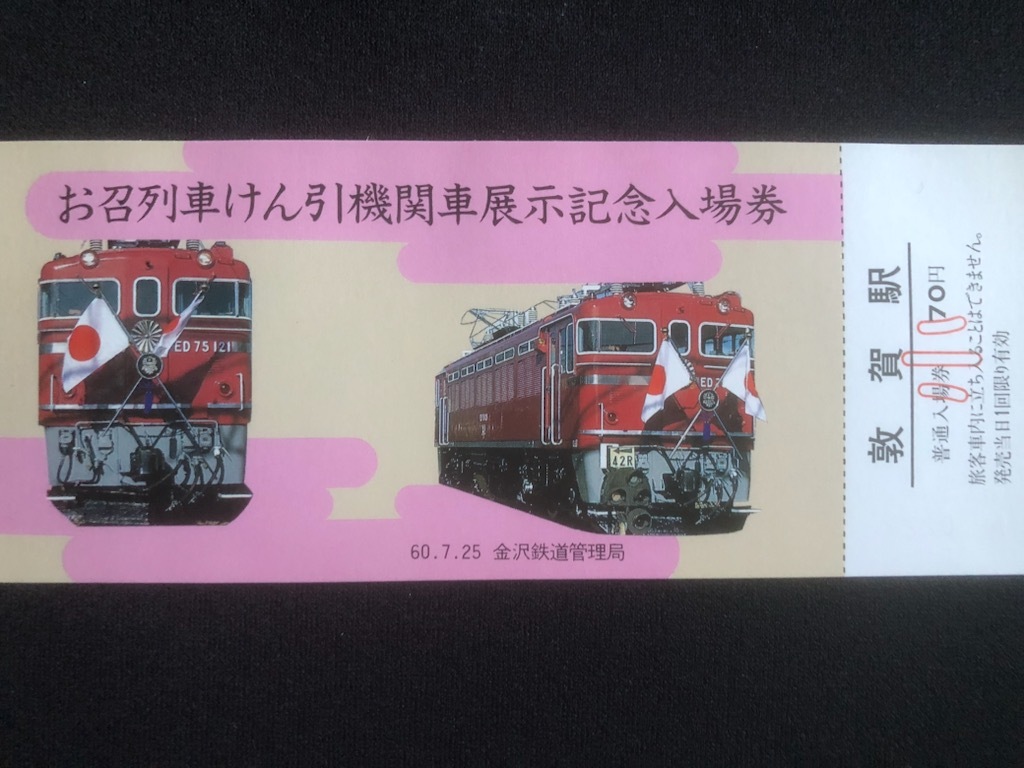 お召列車けん引機関車展示記念入場券
ED 75 121
42R
60.7.25 金沢鉄道管理局
敦賀駅
普通入場券 70円
旅客車内に立ち入ることはできません。
発売当日1回限り有効